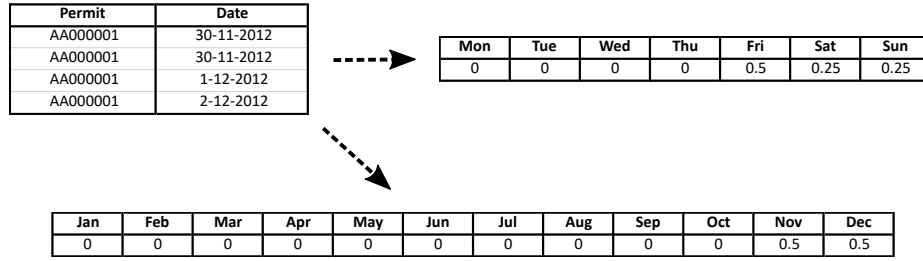 Permit Date
AA000001 30-11-2012
AA000001 30-11-2012
AA000001 1-12-2012
AA000001 2-12-2012
Mon Tue Wed Thu Fri Sat Sun
0 0 0 0 0.5 0.25 0.25
Jan Feb Mar Apr May Jun Jul Aug Sep Oct Nov Dec
0 0 0 0 0 0 0 0 0 0 0.5 0.5